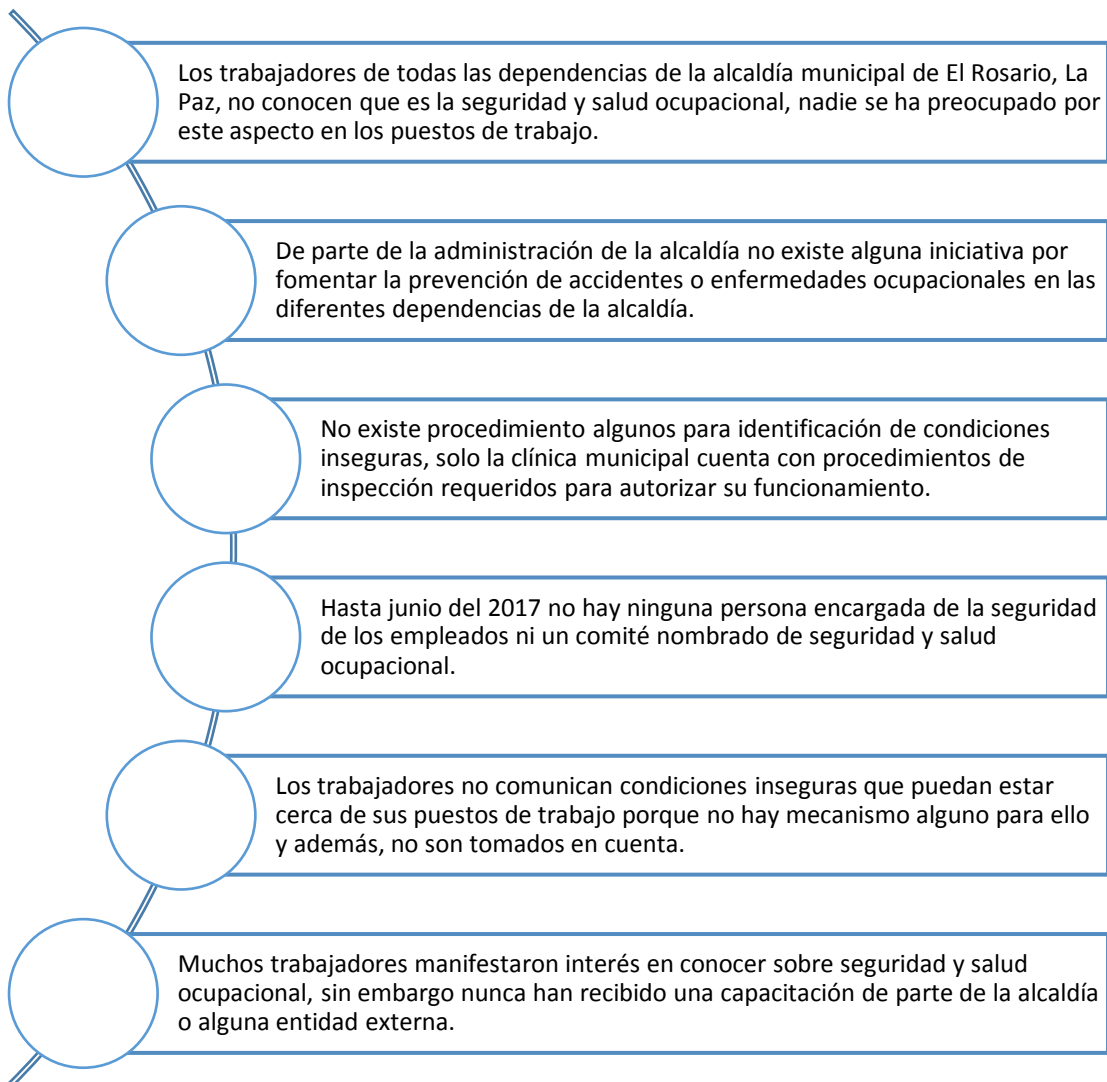 Los trabajadores de todas las dependencias de la alcaldía municipal de El Rosario, La
Paz, no conocen que es la seguridad y salud ocupacional, nadie se ha preocupado por
este aspecto en los puestos de trabajo.
De parte de la administración de la alcaldía no existe alguna iniciativa por
fomentar la prevención de accidentes o enfermedades ocupacionales en las
diferentes dependencias de la alcaldía.
No existe procedimiento algunos para identificación de condiciones
inseguras, solo la clínica municipal cuenta con procedimientos de
inspección requeridos para autorizar su funcionamiento.
Hasta junio del 2017 no hay ninguna persona encargada de la seguridad
de los empleados ni un comité nombrado de seguridad y salud
ocupacional.
Los trabajadores no comunican condiciones inseguras que puedan estar
cerca de sus puestos de trabajo porque no hay mecanismo alguno para ello
y además, no son tomados en cuenta.
Muchos trabajadores manifestaron interés en conocer sobre seguridad y salud
ocupacional, sin embargo nunca han recibido una capacitación de parte de la alcaldía
o alguna entidad externa.